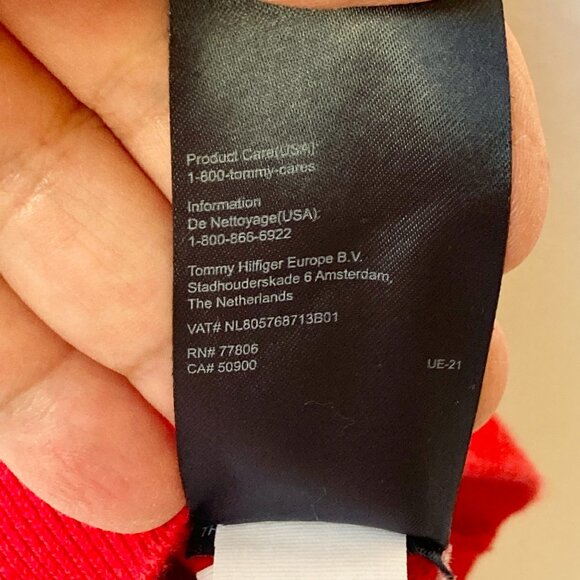 Product Care(USA):
1-800-tommy-cares
Information
De Nettoyage(USA):
1-800-866-6922
Tommy Hilfiger Europe B.V.
Stadhouderskade 6 Amsterdam,
The Netherlands
VAT# NL805768713B01
RN# 77806
CA# 50900
UE-21